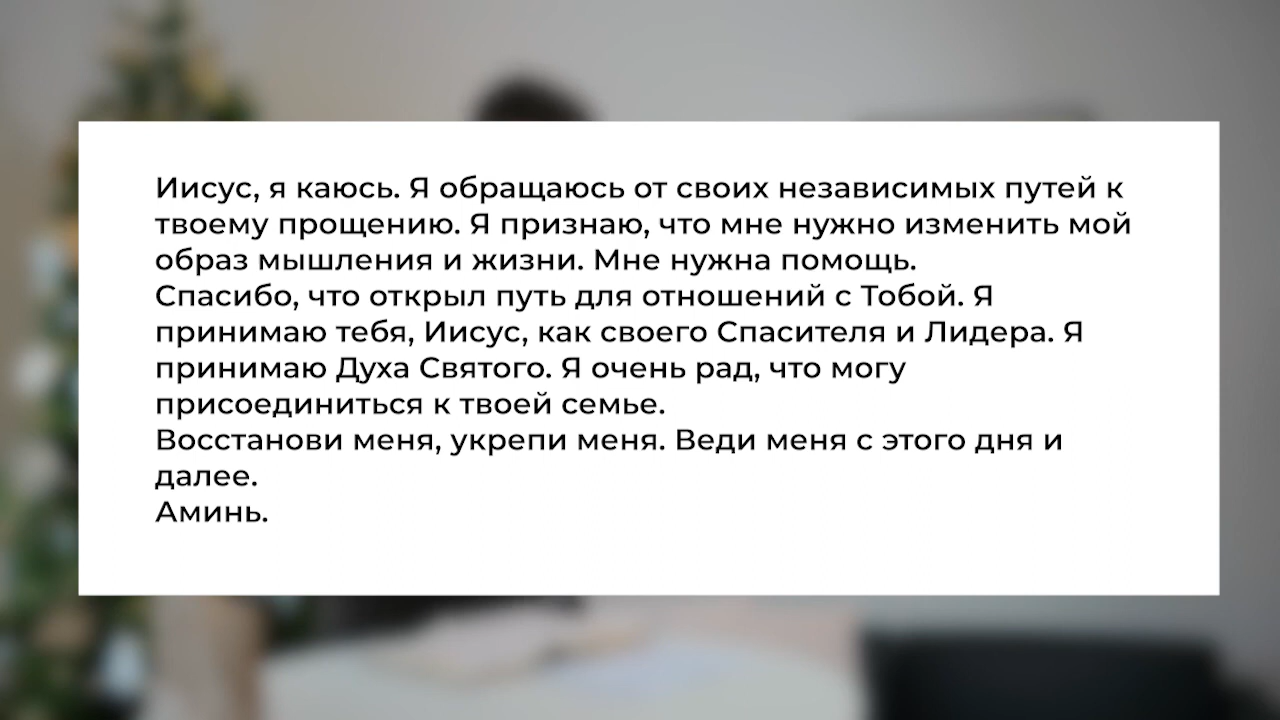 Иисус, я каюсь. Я обращаюсь от своих независимых путей к
твоему прощению. Я признаю, что мне нужно изменить мой
образ мышления и жизни. Мне нужна помощь.
Спасибо, что открыл путь для отношений с Тобой. Я
принимаю тебя, Иисус, как своего Спасителя и Лидера. Я
принимаю Духа Святого. Я очень рад, что могу
присоединиться к твоей семье.
Восстанови меня, укрепи меня. Веди меня с этого дня и
далее.
Аминь.